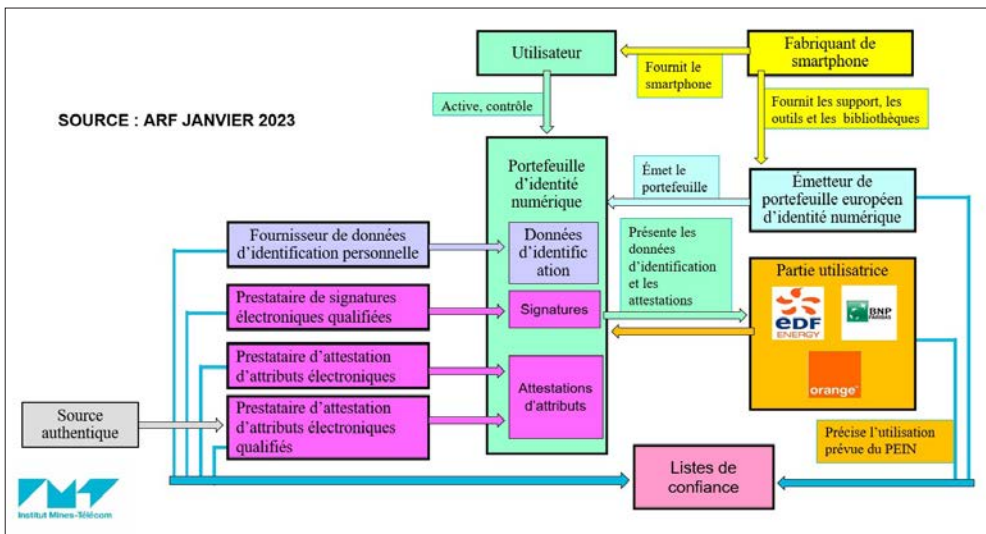 Utilisateur
Fabriquant de
smartphone
Fournit le
smartphone
Active, contrôle
Fournit les support, les
outils et les bibliothèques
SOURCE : ARF JANVIER 2023
Portefeuille
d'identité
numérique
Émet le
portefeuille
Émetteur de
portefeuille européen
d'identité numérique
Fournisseur de données
d'identification personnelle
Données
d'identific
ation
Présente les
données
d'identification
et les
attestations
Partie utilisatrice
eDF
ENERGY
BNP
PARIBAS
orange™
Prestataire de signatures
électroniques qualifiées
Signatures
Prestataire d'attestation
d'attributs électroniques
Attestations
d'attributs
Source
authentique
Prestataire d'attestation
d'attributs électroniques
qualifiés
Précise l'utilisation
prévue du PEIN
Listes de
confiance
Institut Mines-Télécom